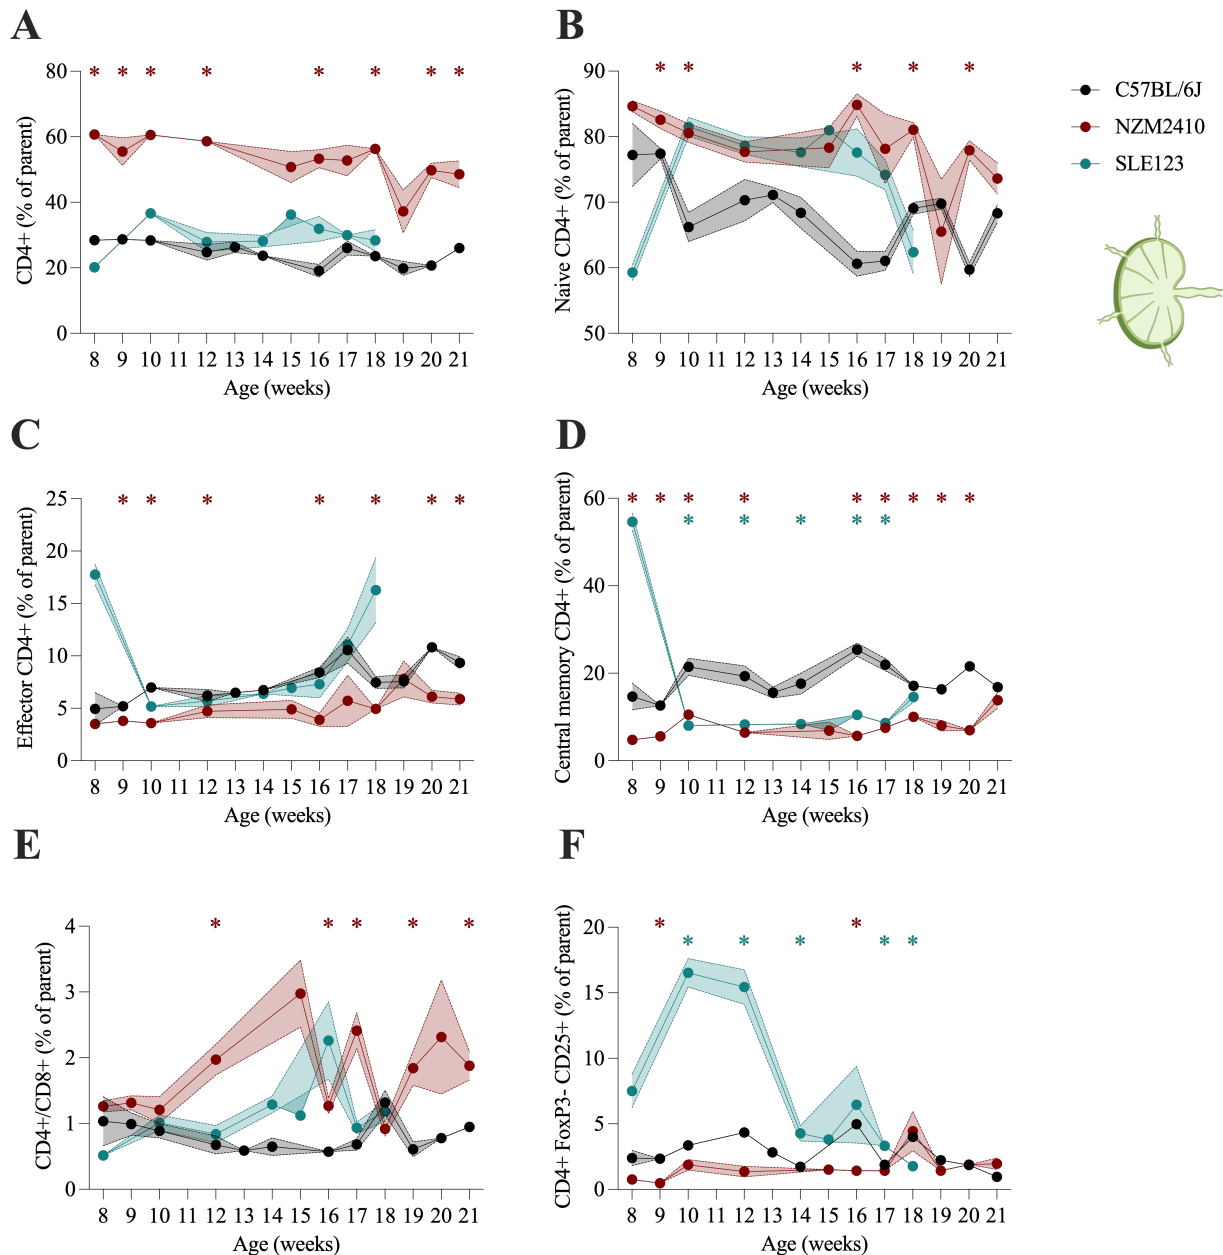 A
CD4+ (% of parent)
80
60
40
20
0
* * * * * * * *
8 9 10 11 12 13 14 15 16 17 18 19 20 21
Age (weeks)
B
Naive CD4+ (% of parent)
90
80
70
60
50
* * * * *
8 9 10 11 12 13 14 15 16 17 18 19 20 21
Age (weeks)
C57BL/6J
NZM2410
SLE123
C
Effector CD4+ (% of parent)
25
20
15
10
5
0
* * * * * * *
8 9 10 11 12 13 14 15 16 17 18 19 20 21
Age (weeks)
D
Central memory CD4+ (% of parent)
60
40
20
0
* * * * * * * * *
* * * * *
8 9 10 11 12 13 14 15 16 17 18 19 20 21
Age (weeks)
E
CD4+/CD8+ (% of parent)
4
3
2
1
0
* * * * *
8 9 10 11 12 13 14 15 16 17 18 19 20 21
Age (weeks)
F
CD4+ FoxP3- CD25+ (% of parent)
20
15
10
5
0
* *
* * * * *
8 9 10 11 12 13 14 15 16 17 18 19 20 21
Age (weeks)